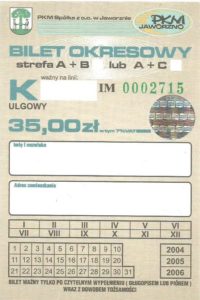 PKM Spółka z o.o. w Jaworznie
PKM
JAWORZNO
BILET OKRESOWY
strefa A + B lub A + C
ważny na linii:
K IM 0002715
ULGOWY
35,00zł w tym
Imię i nazwisko
Adres zamieszkania
I II III IV V VI
VII VIII IX X XI XII
1 2 3 4 5 6 7 8 9 10 2004
11 12 13 14 15 16 17 18 19 20 2005
21 22 23 24 25 26 27 28 29 30 31 2006
BILET WAŻNY TYLKO PO CZYTELNYM WYPEŁNIENIU ( DŁUGOPISEM LUB PIÓREM )
WRAZ Z DOWODEM TOŻSAMOŚCI